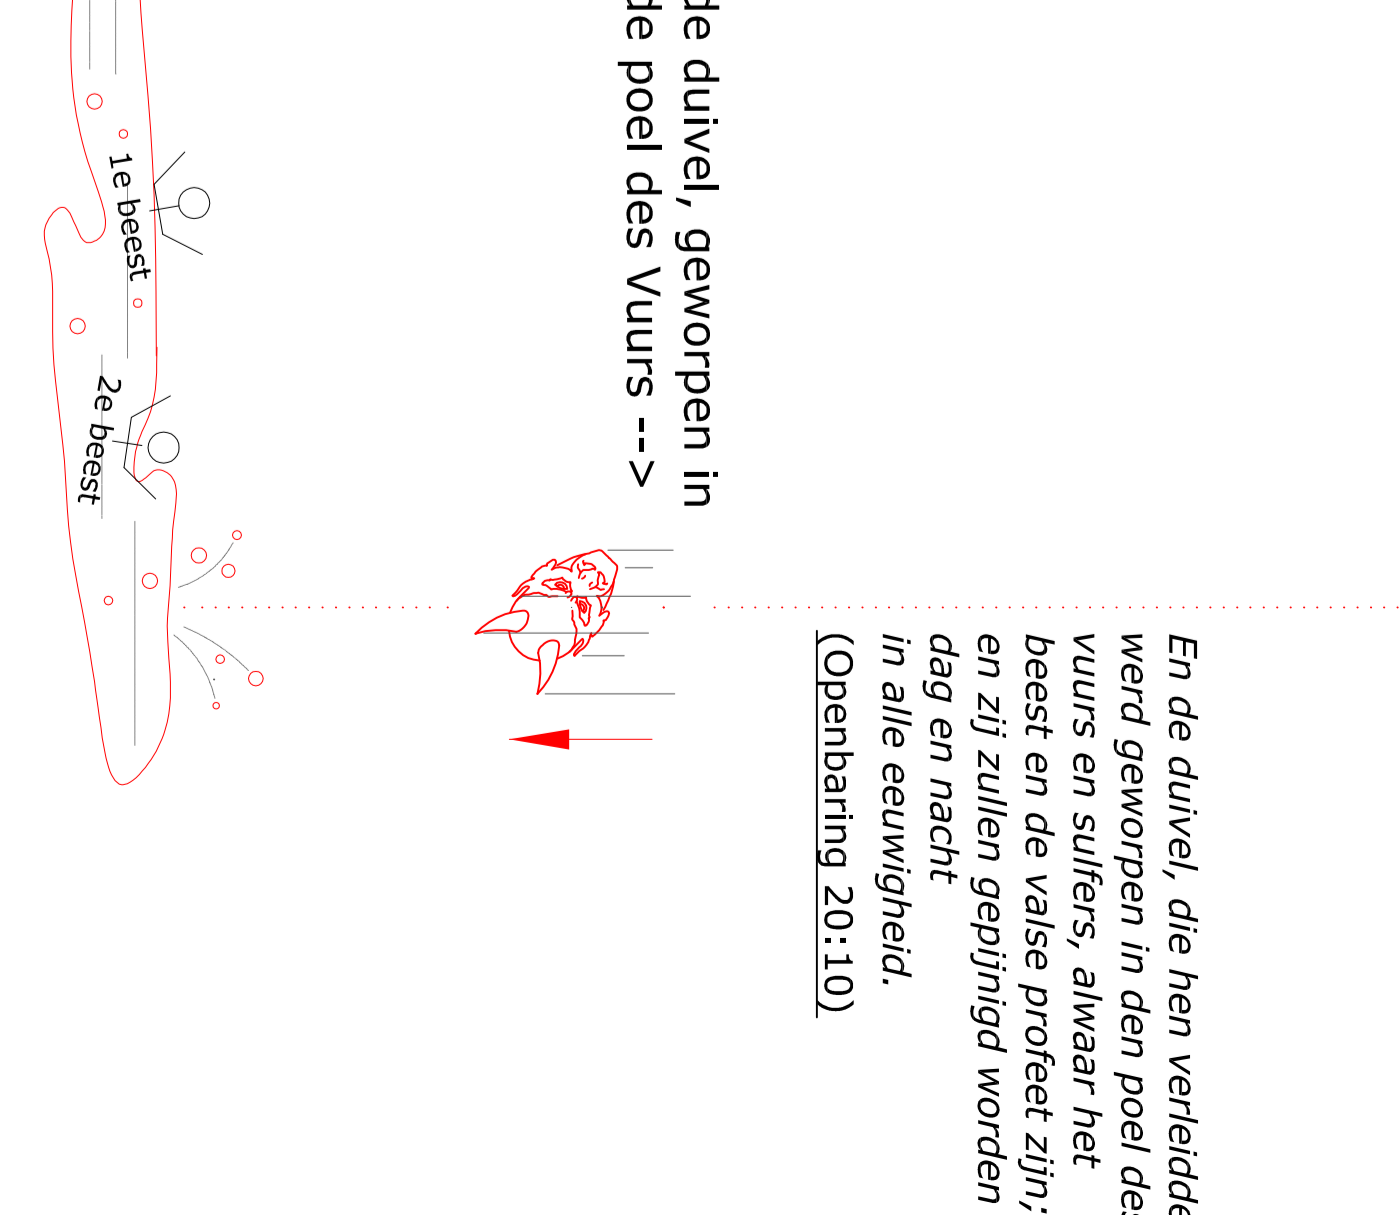 de duivel, geworpen in
de poel des Vuurs -->
1e beest
2e beest
En de duivel, die hen verleidde
werd geworpen in den poel des
vuurs en sulfers, alwaar het
beest en de valse profeet zijn;
en zij zullen gepijnigd worden
dag en nacht
in alle eeuwigheid.
(Openbaring 20:10)